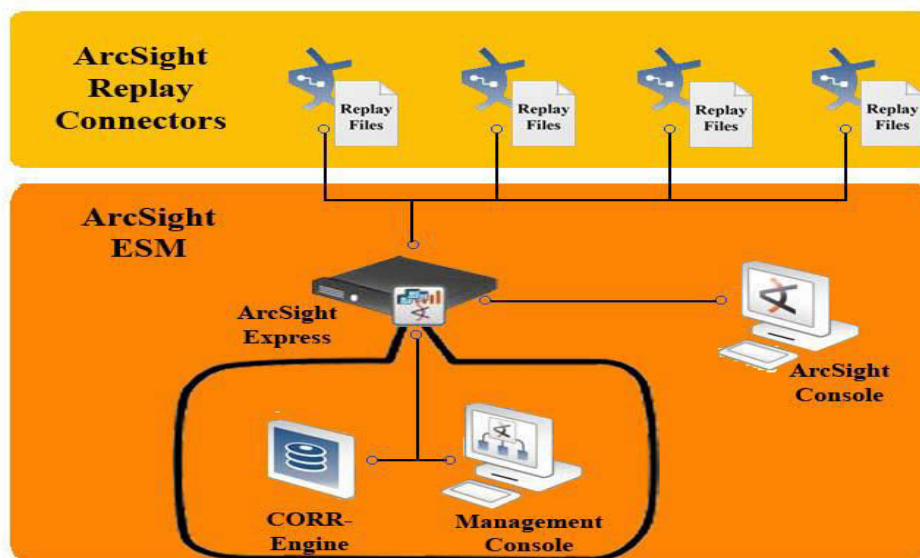 ArcSight
Replay
Connectors
Replay
Files
Replay
Files
Replay
Files
Replay
Files
ArcSight
ESM
ArcSight
Express
ArcSight
Console
CORR-
Engine
Management
Console